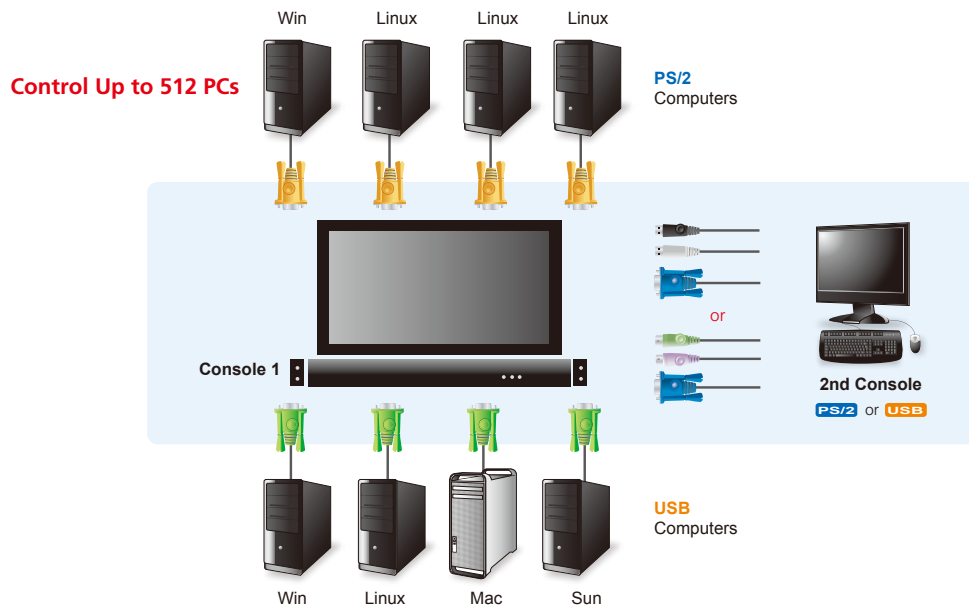 Win Linux Linux Linux
Control Up to 512 PCs
PS/2
Computers
or
Console 1
2nd Console
PS/2 or USB
USB
Computers
Win Linux Mac Sun